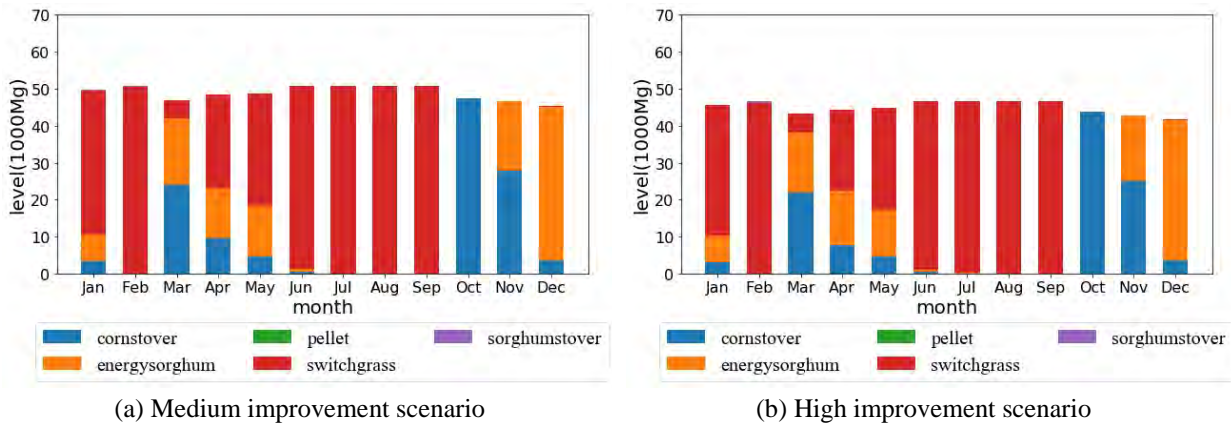 70
60
50
40
30
20
10
0
level(1000Mg)
Jan Feb Mar Apr May Jun Jul Aug Sep Oct Nov Dec
month
cornstover pellet sorghumstover
energysorghum switchgrass
(a) Medium improvement scenario
70
60
50
40
30
20
10
0
level(1000Mg)
Jan Feb Mar Apr May Jun Jul Aug Sep Oct Nov Dec
month
cornstover pellet sorghumstover
energysorghum switchgrass
(b) High improvement scenario